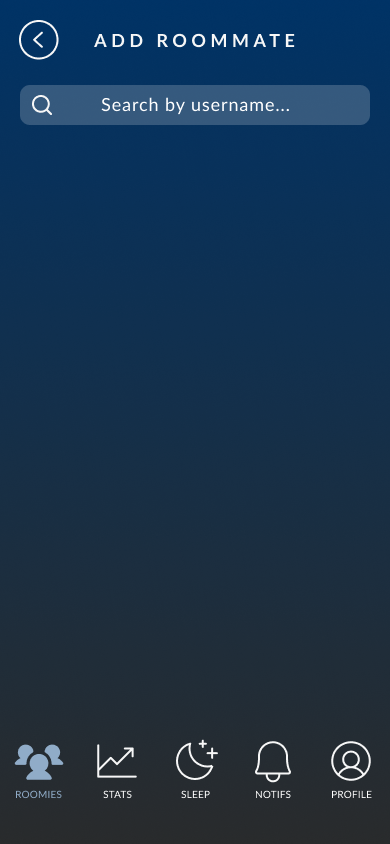 ADD ROOMMATE
Search by username...
ROOMIES STATS SLEEP NOTIFS PROFILE